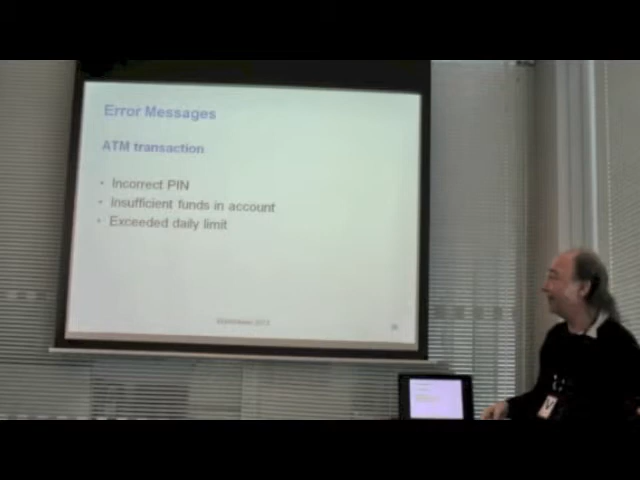 Error Messages
ATM transaction
• Incorrect PIN
• Insufficient funds in account
• Exceeded daily limit